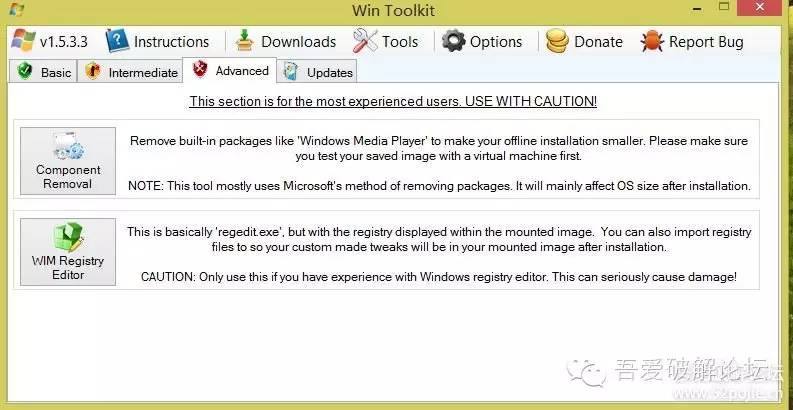 Win Toolkit
v1.5.3.3 Instructions Downloads Tools Options Donate Report Bug
Basic Intermediate Advanced Updates
This section is for the most experienced users. USE WITH CAUTION!
Component
Removal
Remove built-in packages like 'Windows Media Player' to make your offline installation smaller. Please make sure
you test your saved image with a virtual machine first.
NOTE: This tool mostly uses Microsoft's method of removing packages. It will mainly affect OS size after installation.
WIM Registry
Editor
This is basically 'regedit.exe', but with the registry displayed within the mounted image. You can also import registry
files to so your custom made tweaks will be in your mounted image after installation.
CAUTION: Only use this if you have experience with Windows registry editor. This can seriously cause damage!
吾爱破解论坛
www.52pojie.cn